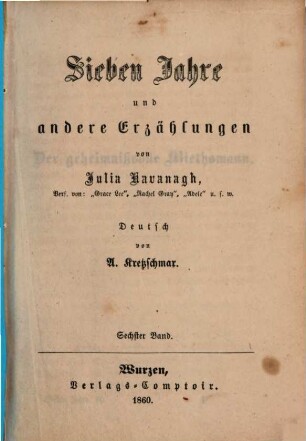 Sieben Jahre
und
andere Erzählungen
von
Julia Kavanagh,
Verf. von: „Grace Lee“, „Rachel Gray“, „Adele“ u. s. w.
Deutsch
von
A. Kretzschmar.
Sechster Band.
Wurzen,
Verlags-Comptoir.
1860.